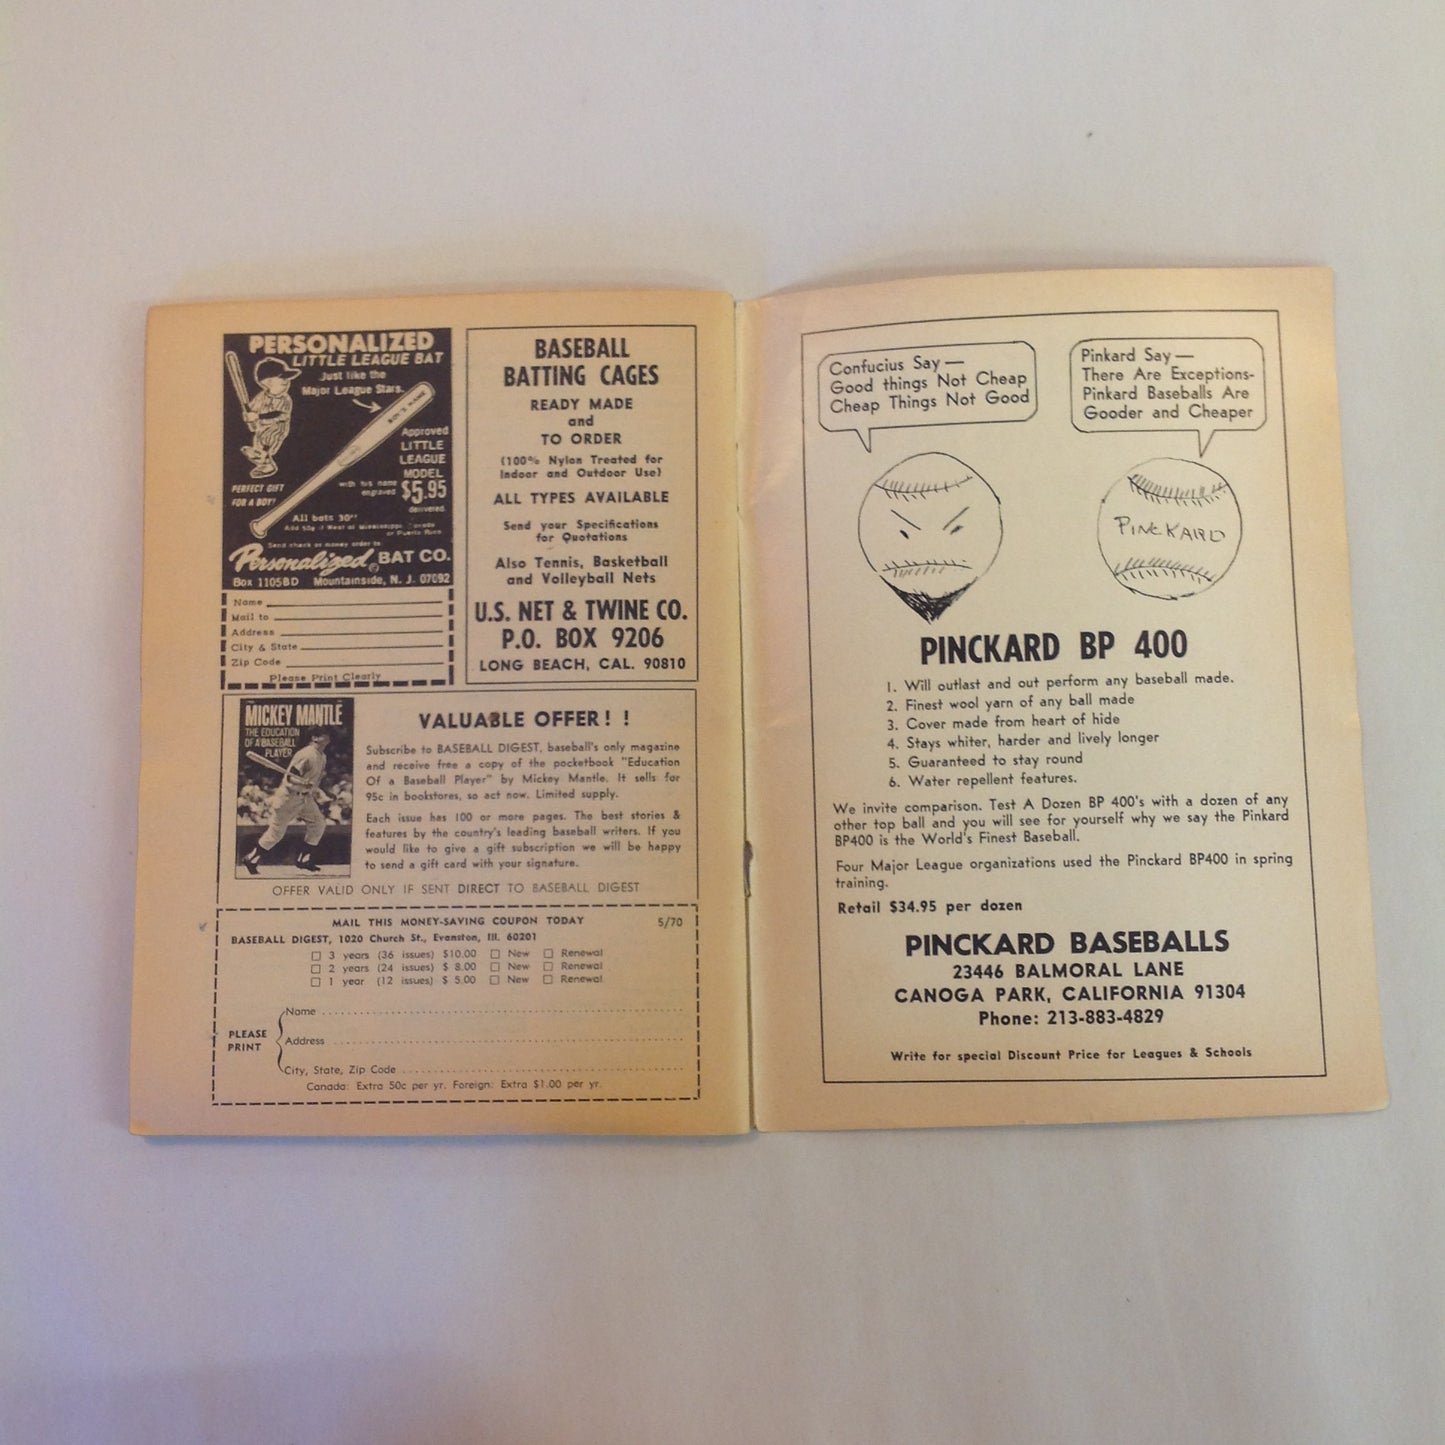 PERSONALIZED
LITTLE LEAGUE BAT
Just like the
Major League Stars.
BOY'S NAME
Approved
LITTLE
LEAGUE
MODEL
with his name
engraved
$5.95
delivered
PERFECT GIFT
FOR A BOY!
All bats 30"
Add 50¢ if West of Mississippi, Canada
or Puerto Rico
Send check or money order to
Personalized BAT CO.
Box 1105BD Mountainside, N. J. 07092
Name
Mail to
Address
City & State
Zip Code
Please Print Clearly
BASEBALL
BATTING CAGES
READY MADE
and
TO ORDER
(100% Nylon Treated for
Indoor and Outdoor Use)
ALL TYPES AVAILABLE
Send your Specifications
for Quotations
Also Tennis, Basketball
and Volleyball Nets
U.S. NET & TWINE CO.
P.O. BOX 9206
LONG BEACH, CAL. 90810
MICKEY MANTLE
THE EDUCATION
OF A BASEBALL
PLAYER
VALUABLE OFFER! !
Subscribe to BASEBALL DIGEST, baseball's only magazine
and receive free a copy of the pocketbook "Education
Of a Baseball Player" by Mickey Mantle. It sells for
95c in bookstores, so act now. Limited supply.
Each issue has 100 or more pages. The best stories &
features by the country's leading baseball writers. If you
would like to give a gift subscription we will be happy
to send a gift card with your signature.
OFFER VALID ONLY IF SENT DIRECT TO BASEBALL DIGEST
MAIL THIS MONEY-SAVING COUPON TODAY 5/70
BASEBALL DIGEST, 1020 Church St., Evanston, Ill. 60201
☐ 3 years (36 issues) $10.00 ☐ New ☐ Renewal
☐ 2 years (24 issues) $ 8.00 ☐ New ☐ Renewal
☐ 1 year (12 issues) $ 5.00 ☐ New ☐ Renewal
PLEASE
PRINT
Name
Address
City, State, Zip Code
Canada: Extra 50c per yr. Foreign: Extra $1.00 per yr.
Confucius Say —
Good things Not Cheap
Cheap Things Not Good
Pinkard Say —
There Are Exceptions-
Pinkard Baseballs Are
Gooder and Cheaper
PINCKARD
PINCKARD BP 400
1. Will outlast and out perform any baseball made.
2. Finest wool yarn of any ball made
3. Cover made from heart of hide
4. Stays whiter, harder and lively longer
5. Guaranteed to stay round
6. Water repellent features.
We invite comparison. Test A Dozen BP 400's with a dozen of any
other top ball and you will see for yourself why we say the Pinkard
BP400 is the World's Finest Baseball.
Four Major League organizations used the Pinckard BP400 in spring
training.
Retail $34.95 per dozen
PINCKARD BASEBALLS
23446 BALMORAL LANE
CANOGA PARK, CALIFORNIA 91304
Phone: 213-883-4829
Write for special Discount Price for Leagues & Schools